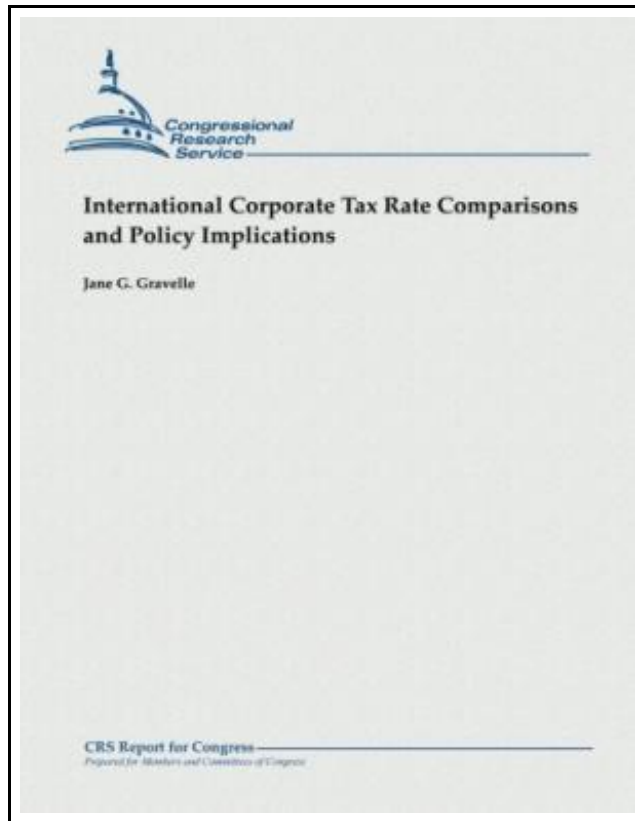 Congressional
Research
Service
International Corporate Tax Rate Comparisons
and Policy Implications
Jane G. Gravelle
CRS Report for Congress
Prepared for Members and Committees of Congress